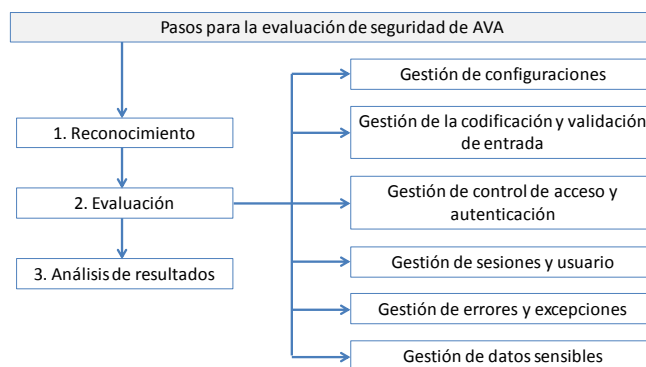 Pasos para la evaluación de seguridad de AVA
1. Reconocimiento
2. Evaluación
3. Análisis de resultados
Gestión de configuraciones
Gestión de la codificación y validación
de entrada
Gestión de control de acceso y
autenticación
Gestión de sesiones y usuario
Gestión de errores y excepciones
Gestión de datos sensibles